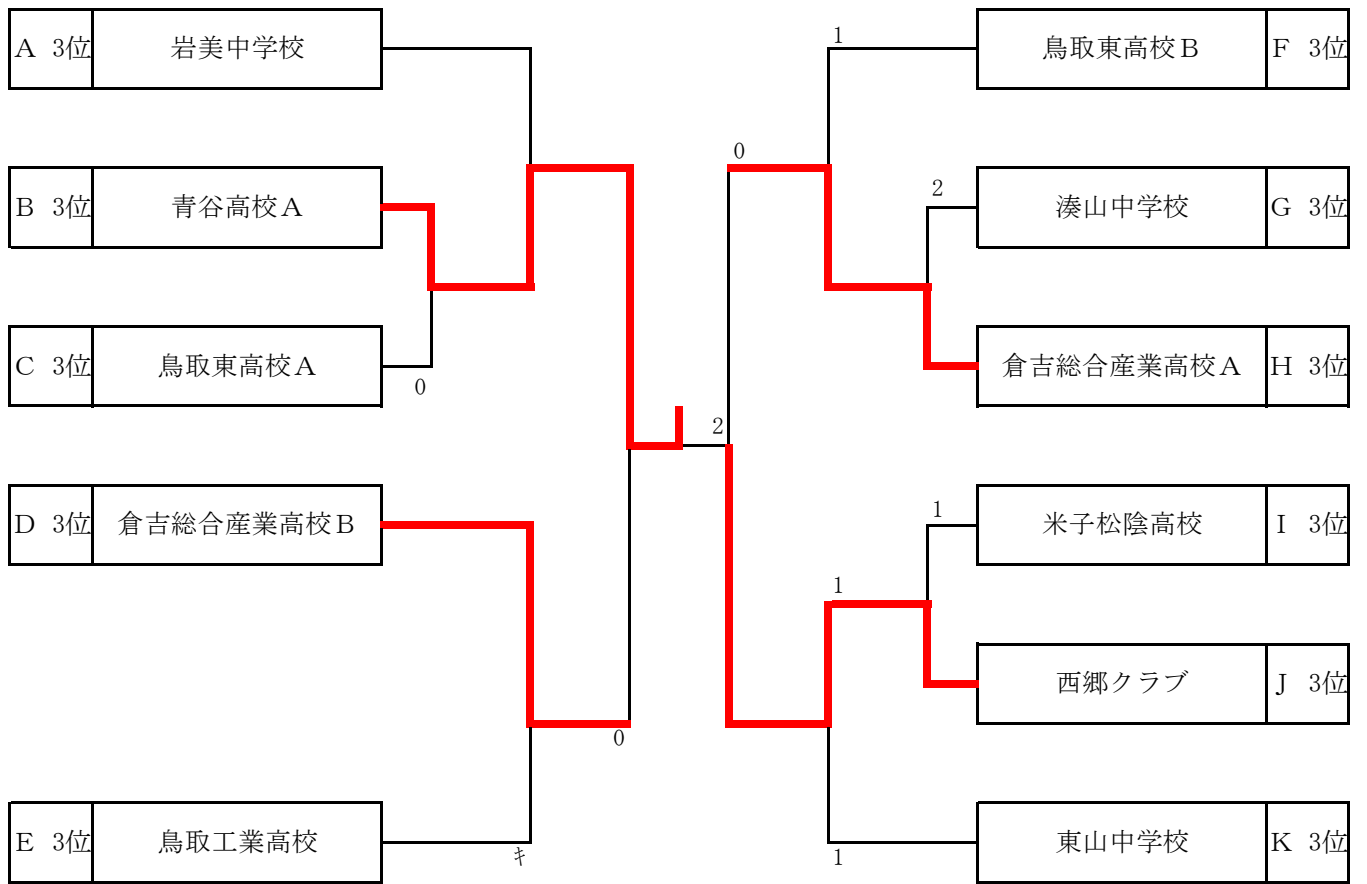 A 3位 岩美中学校
B 3位 青谷高校A
C 3位 鳥取東高校A
0
D 3位 倉吉総合産業高校B
0
E 3位 鳥取工業高校
ｷ
2
1
鳥取東高校B F 3位
0
2
湊山中学校 G 3位
倉吉総合産業高校A H 3位
1
米子松陰高校 I 3位
1
西郷クラブ J 3位
1
東山中学校 K 3位